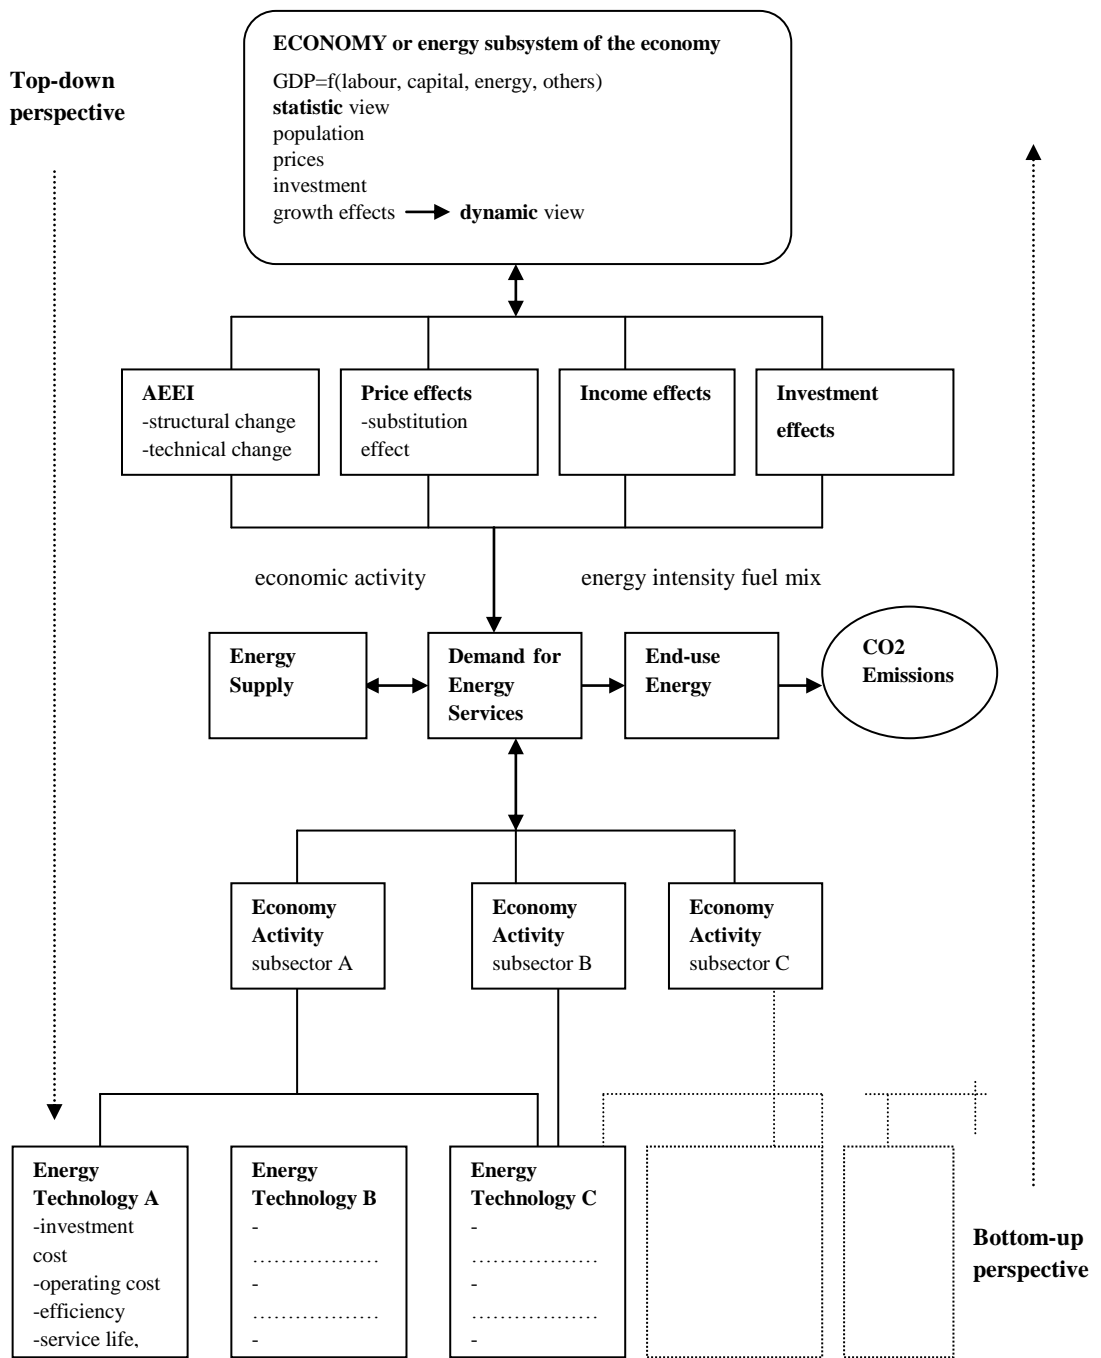 ECONOMY or energy subsystem of the economy
GDP=f(labour, capital, energy, others)
statistic view
population
prices
investment
growth effects dynamic view
Top-down
perspective
AEEI
-structural change
-technical change
Price effects
-substitution
effect
Income effects
Investment
effects
economic activity
energy intensity fuel mix
Energy
Supply
Demand for
Energy
Services
End-use
Energy
CO2
Emissions
Economy
Activity
subsector A
Economy
Activity
subsector B
Economy
Activity
subsector C
Energy
Technology A
-investment
cost
-operating cost
-efficiency
-service life,
Energy
Technology B
-
..................
-
..................
-
Energy
Technology C
-
..................
-
..................
-
Bottom-up
perspective